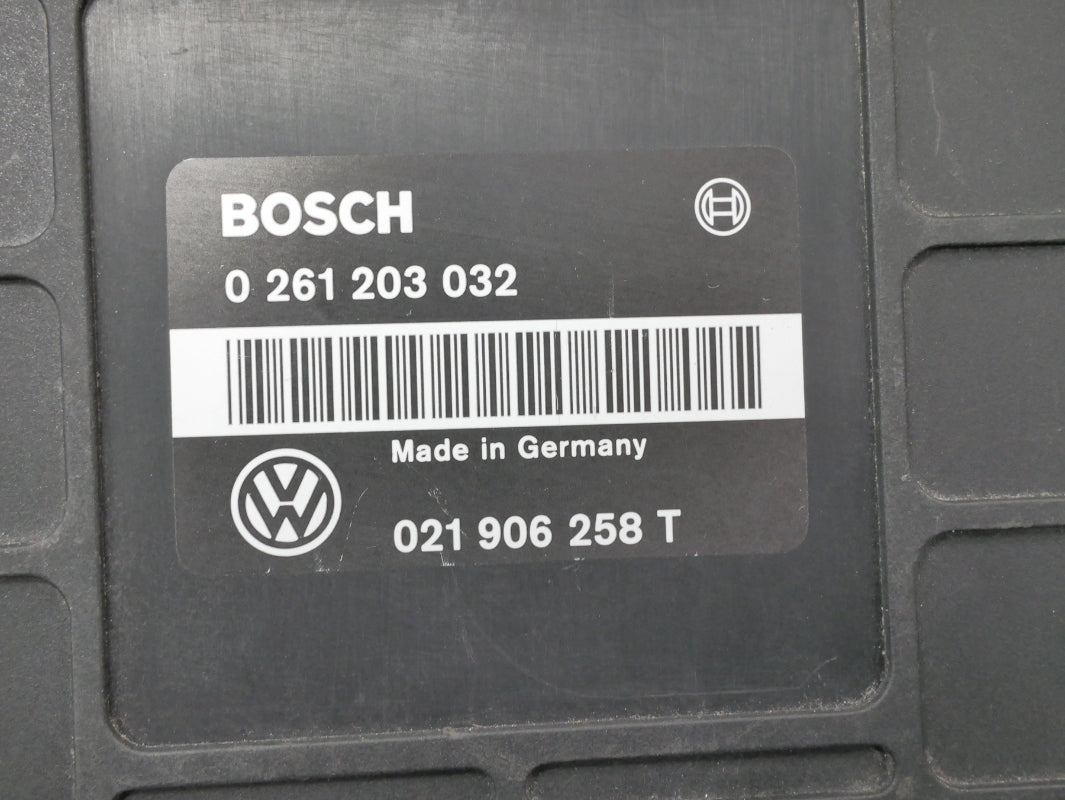 BOSCH
0 261 203 032
Made in Germany
021 906 258 T